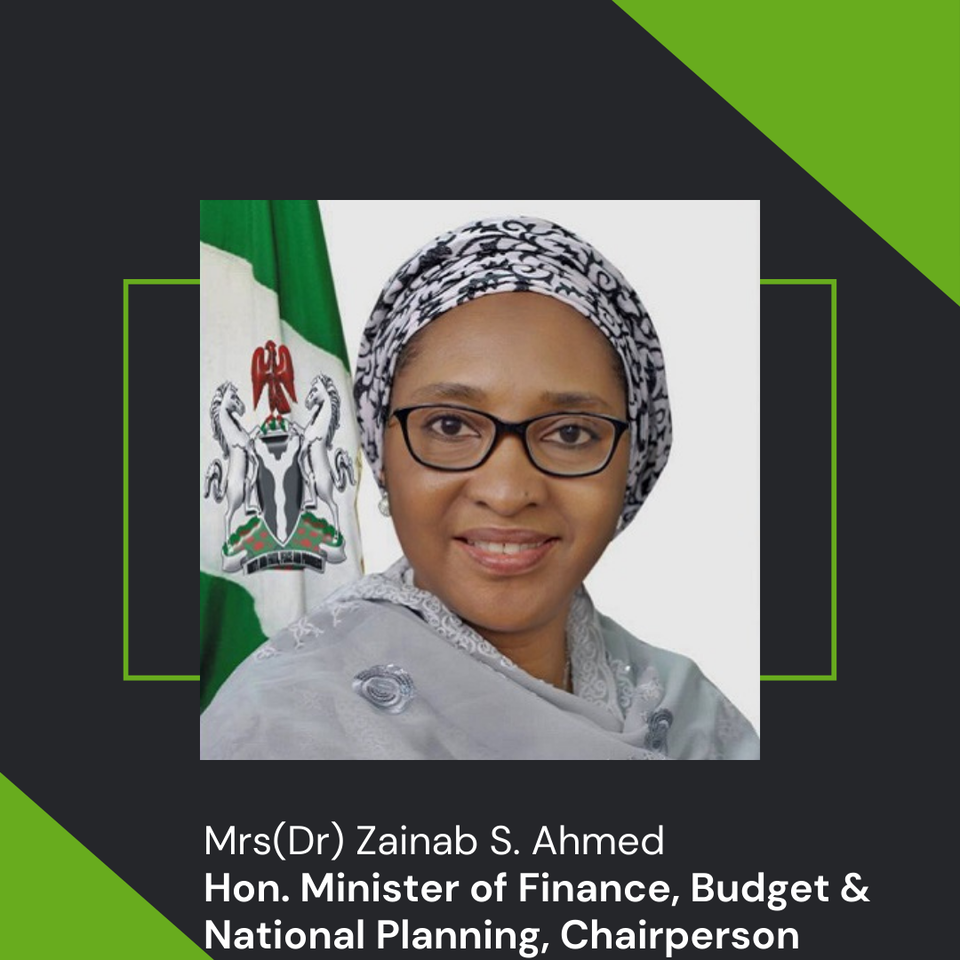 Mrs(Dr) Zainab S. Ahmed
Hon. Minister of Finance, Budget &
National Planning, Chairperson